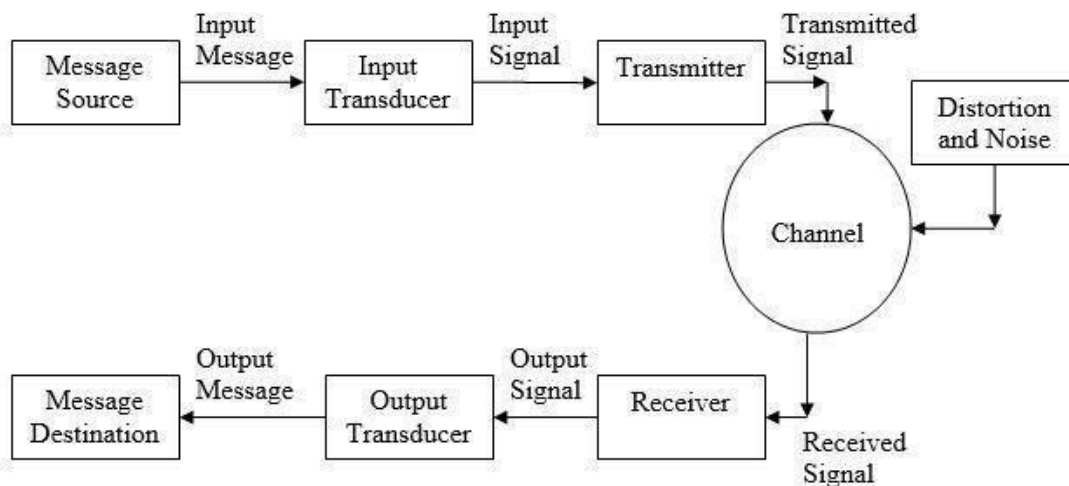 Input
Message
Input
Signal
Transmitted
Signal
Message
Source
Input
Transducer
Transmitter
Distortion
and Noise
Channel
Output
Message
Output
Signal
Message
Destination
Output
Transducer
Receiver
Received
Signal